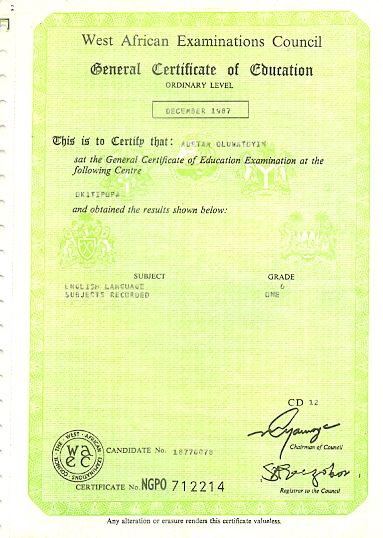 West African Examinations Council
General Certificate of Education
ORDINARY LEVEL
DECEMBER 1987
This is to Certify that: OLUWATOYIN
sat the General Certificate of Education Examination at the
following Centre
OKITIPUPA
and obtained the results shown below:
SUBJECT GRADE
ENGLISH LANGUAGE 6
SUBJECTS RECORDED ONE
CD 12
Chairman of Council
THE WEST AFRICAN EXAMINATIONS COUNCIL
waec
CANDIDATE No. 18776078
Registrar to the Council
CERTIFICATE No. NGPO 712214
Any alteration or erasure renders this certificate valueless.